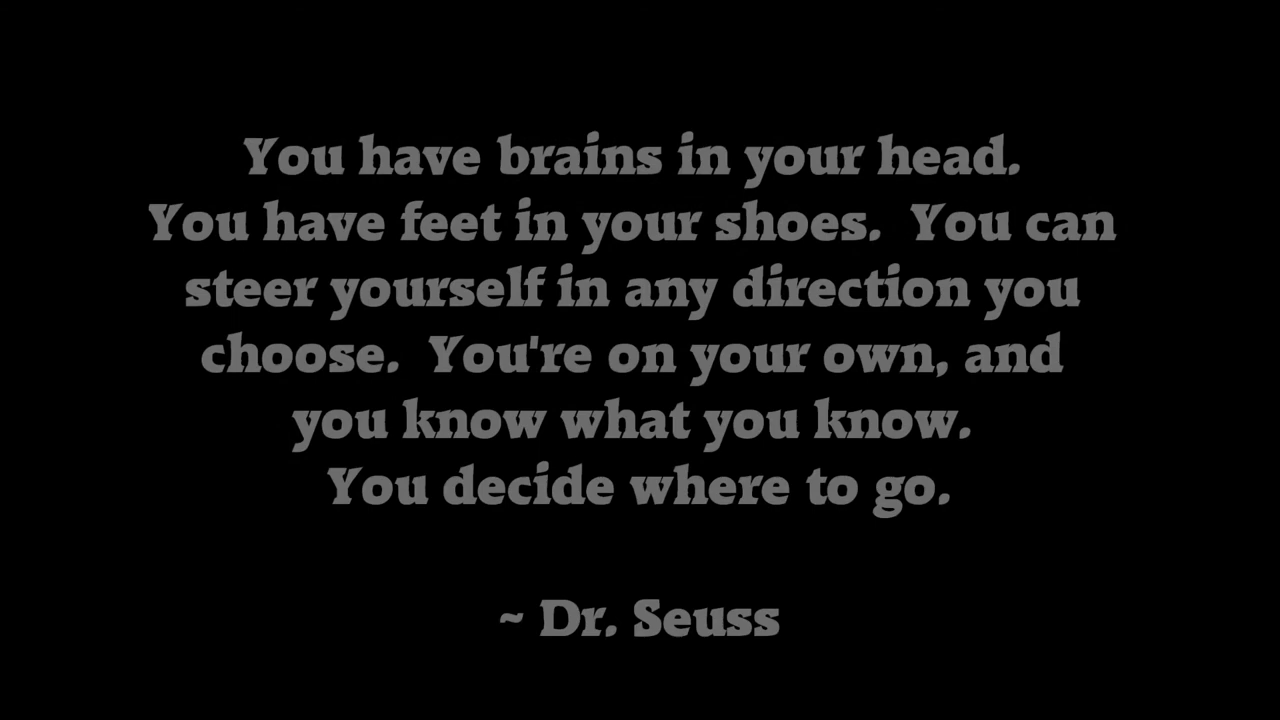 You have brains in your head.
You have feet in your shoes.  You can
steer yourself in any direction you
choose.  You're on your own, and
you know what you know.
You decide where to go.
~ Dr. Seuss